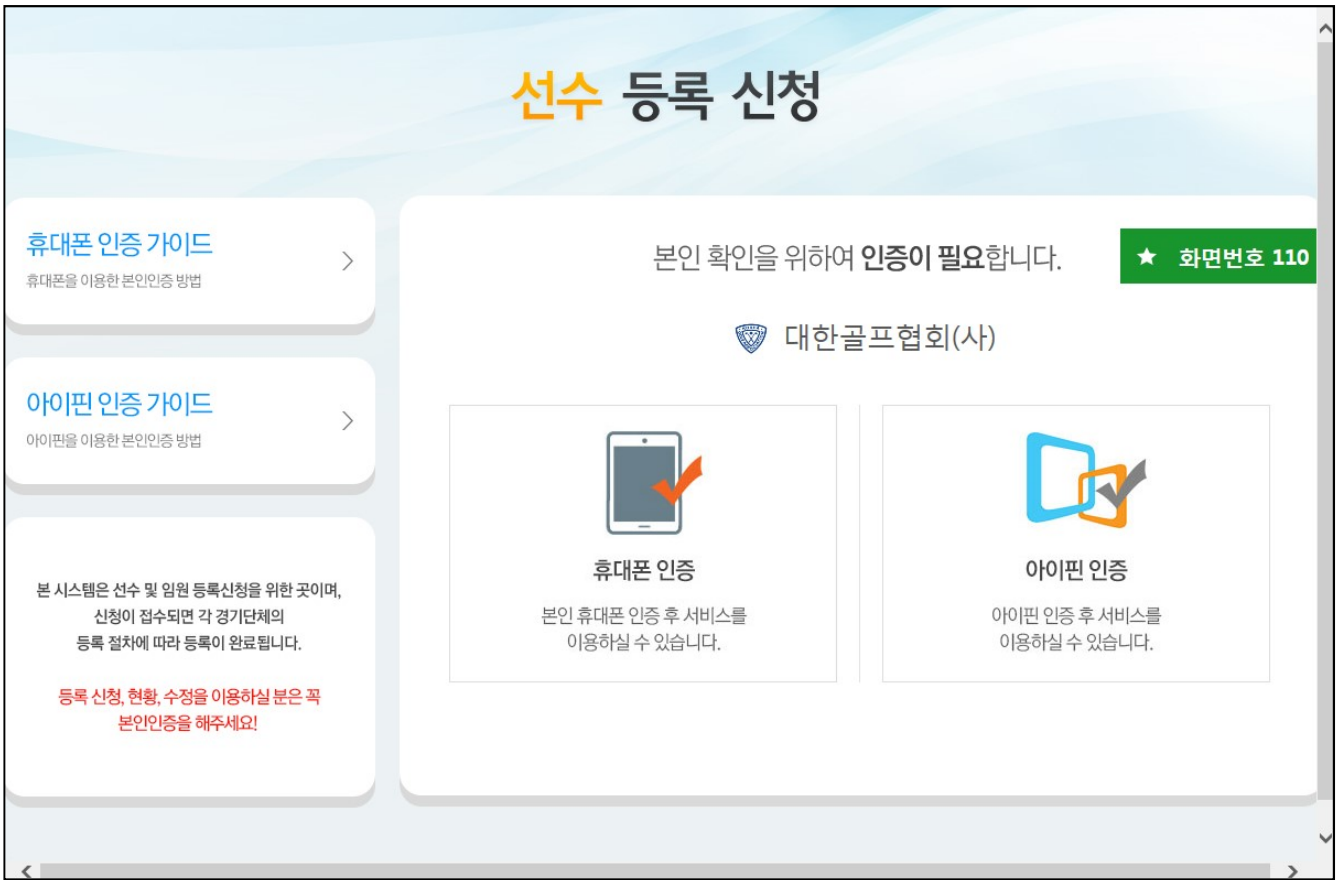 선수 등록 신청
휴대폰 인증 가이드
휴대폰을 이용한 본인인증 방법
아이핀 인증 가이드
아이핀을 이용한 본인인증 방법
본 시스템은 선수 및 임원 등록신청을 위한 곳이며,
신청이 접수되면 각 경기단체의
등록 절차에 따라 등록이 완료됩니다.
등록 신청, 현황, 수정을 이용하실 분은 꼭
본인인증을 해주세요!
본인 확인을 위하여 인증이 필요합니다.
★ 화면번호 110
대한골프협회(사)
휴대폰 인증
본인 휴대폰 인증 후 서비스를
이용하실 수 있습니다.
아이핀 인증
아이핀 인증 후 서비스를
이용하실 수 있습니다.